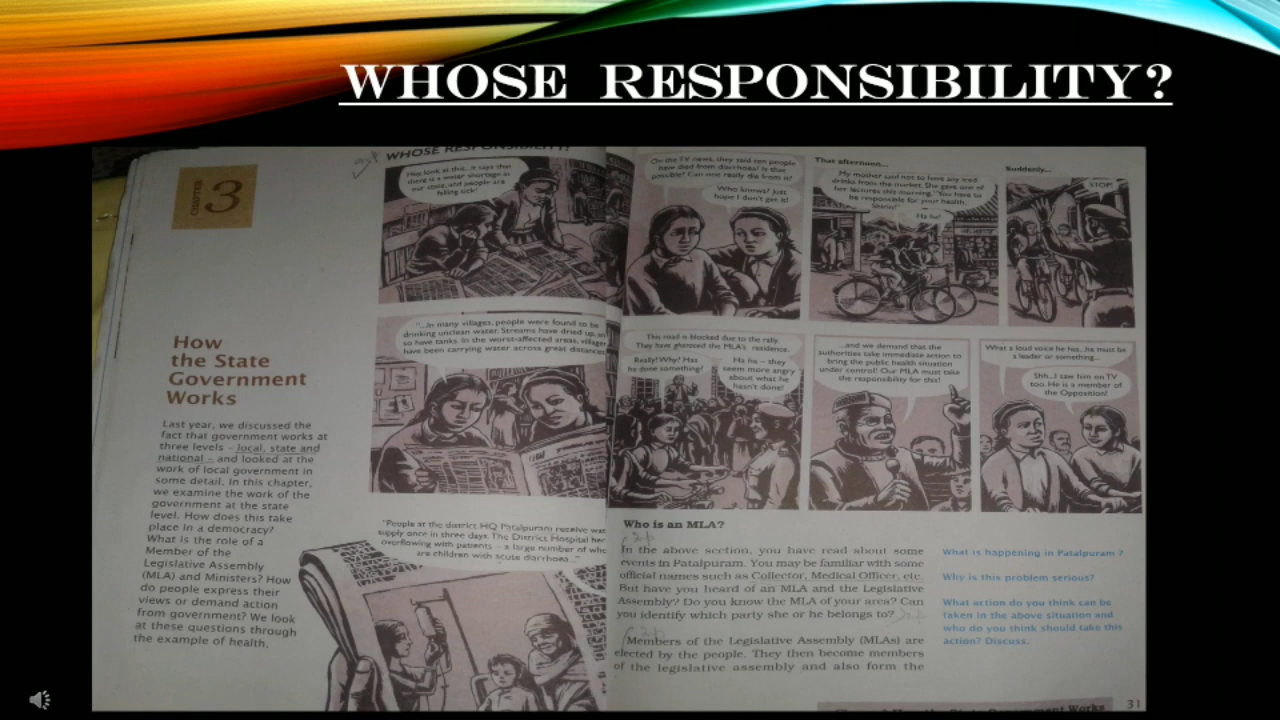 WHOSE RESPONSIBILITY?
CHAPTER 3
How
the State
Government
Works
Last year, we discussed the
fact that government works at
three levels – local, state and
national – and looked at the
work of local government in
some detail. In this chapter,
we examine the work of the
government at the state
level. How does this take
place in a democracy?
What is the role of a
Member of the
Legislative Assembly
(MLA) and Ministers? How
do people express their
views or demand action
from government? We look
at these questions through
the example of health.
WHOSE RESPONSIBILITY?
Hey, look at this...it says that
there is a water shortage in
our state, and people are
falling sick!
"...In many villages, people were found to be
drinking unclean water. Streams have dried up, an
so have tanks. In the worst-affected areas, villager
have been carrying water across great distances
"People at the district HQ Patalpuram receive wat
supply once in three days. The District Hospital her
overflowing with patients – a large number of who
are children with acute diarrhoea..."
On the TV news, they said ten people
have died from diarrhoea! Is that
possible? Can one really die from it?
Who knows? Just
hope I don't get it!
That afternoon...
My mother said not to have any iced
drinks from the market. She gave one of
her lectures this morning, "You have to
be responsible for your health,
Shirin!"
Ha he!
Suddenly...
STOP!
This road is blocked due to the rally.
They have gheraoed the MLA's residence.
Really! Why? Has
he done something?
Ha ha – they
seem more angry
about what he
hasn't done!
...and we demand that the
authorities take immediate action to
bring the public health situation
under control! Our MLA must take
the responsibility for this!
What a loud voice he has...he must be
a leader or something...
Shh...I saw him on TV
too. He is a member of
the Opposition!
Who is an MLA?
In the above section, you have read about some
events in Patalpuram. You may be familiar with some
official names such as Collector, Medical Officer, etc.
But have you heard of an MLA and the Legislative
Assembly? Do you know the MLA of your area? Can
you identify which party she or he belongs to?
Members of the Legislative Assembly (MLAs) are
elected by the people. They then become members
of the legislative assembly and also form the
What is happening in Patalpuram ?
Why is this problem serious?
What action do you think can be
taken in the above situation and
who do you think should take this
action? Discuss.
31